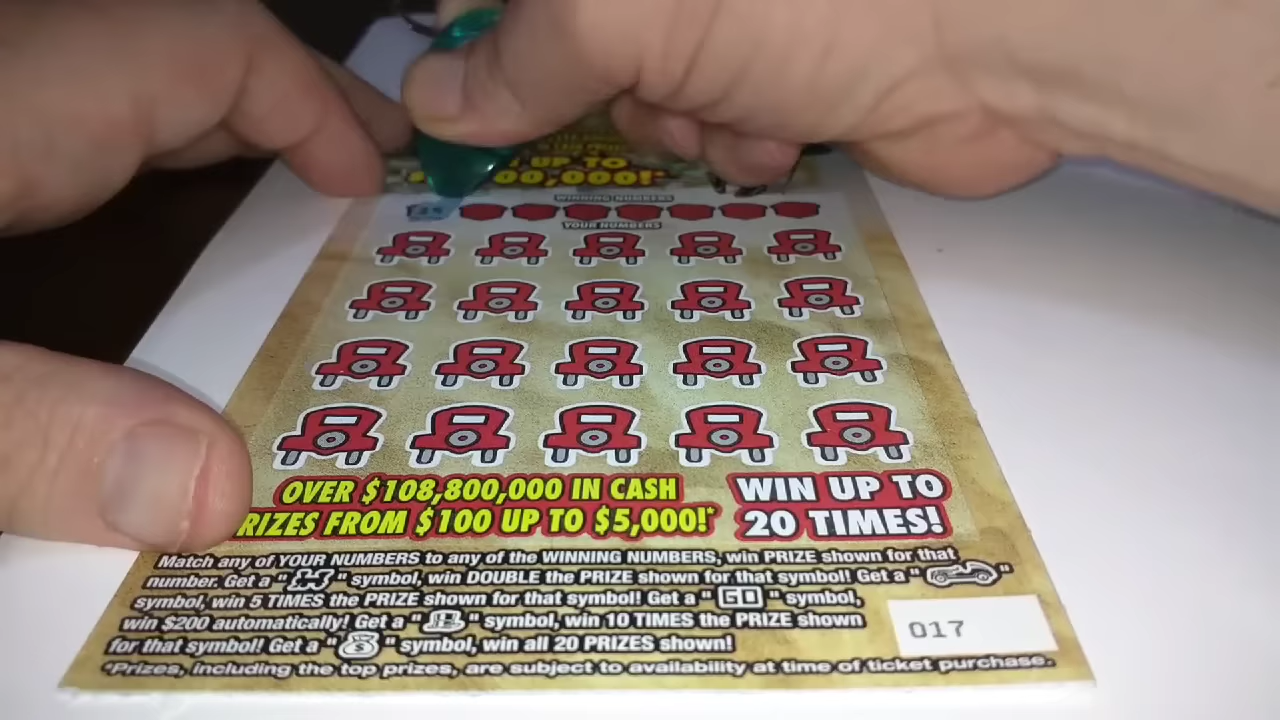 UP TO
00,000!*
WINNING NUMBERS
YOUR NUMBERS
OVER $108,800,000 IN CASH
RIZES FROM $100 UP TO $5,000!*
WIN UP TO
20 TIMES!
Match any of YOUR NUMBERS to any of the WINNING NUMBERS, win PRIZE shown for that
number. Get a " " symbol, win DOUBLE the PRIZE shown for that symbol! Get a " "
symbol, win 5 TIMES the PRIZE shown for that symbol! Get a " GO " symbol,
win $200 automatically! Get a " " symbol, win 10 TIMES the PRIZE shown
for that symbol! Get a " $ " symbol, win all 20 PRIZES shown!
017
*Prizes, including the top prizes, are subject to availability at time of ticket purchase.